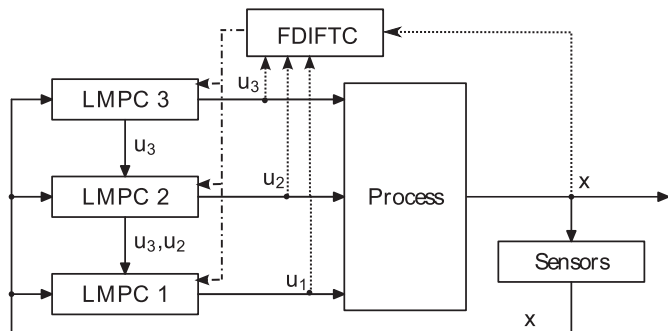 FDIFTC
LMPC 3
u₃
u₃
LMPC 2
u₂
Process
x
u₃,u₂
Sensors
LMPC 1
u₁
x